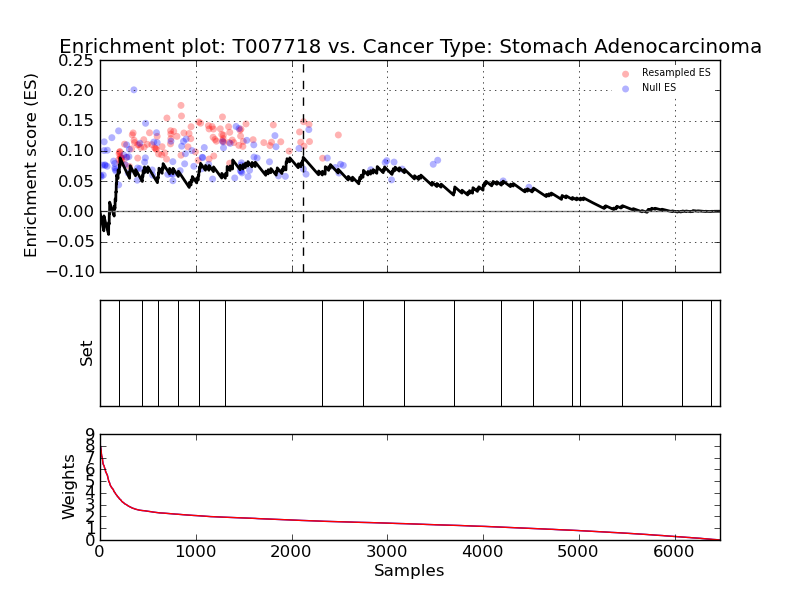 Enrichment plot: T007718 vs. Cancer Type: Stomach Adenocarcinoma
Enrichment score (ES)
0.25
0.20
0.15
0.10
0.05
0.00
−0.05
−0.10
Resampled ES
Null ES
Set
Weights
9
8
7
6
5
4
3
2
1
0
0 1000 2000 3000 4000 5000 6000
Samples